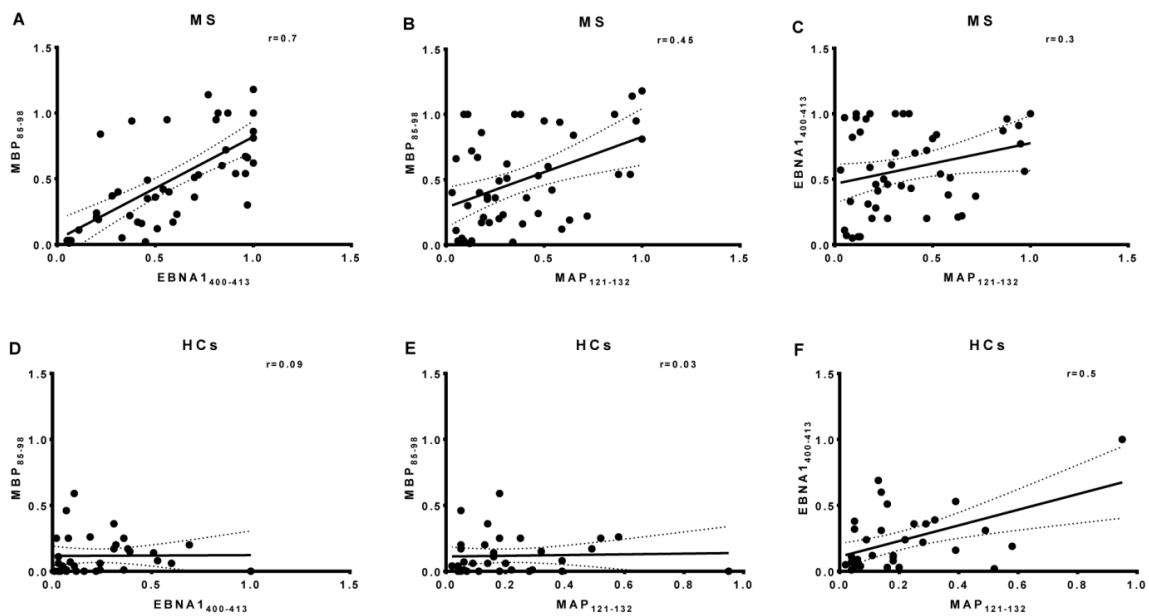 A
MS
r=0.7
1.5
1.0
0.5
0.0
MBP85-98
0.0 0.5 1.0 1.5
EBNA1400-413
B
MS
r=0.45
1.5
1.0
0.5
0.0
MBP85-98
0.0 0.5 1.0 1.5
MAP121-132
C
MS
r=0.3
1.5
1.0
0.5
0.0
EBNA1400-413
0.0 0.5 1.0 1.5
MAP121-132
D
HCs
r=0.09
1.5
1.0
0.5
0.0
MBP85-98
0.0 0.5 1.0 1.5
EBNA1400-413
E
HCs
r=0.03
1.5
1.0
0.5
0.0
MBP85-98
0.0 0.2 0.4 0.6 0.8 1.0
MAP121-132
F
HCs
r=0.5
1.5
1.0
0.5
0.0
EBNA1400-413
0.0 0.2 0.4 0.6 0.8 1.0
MAP121-132